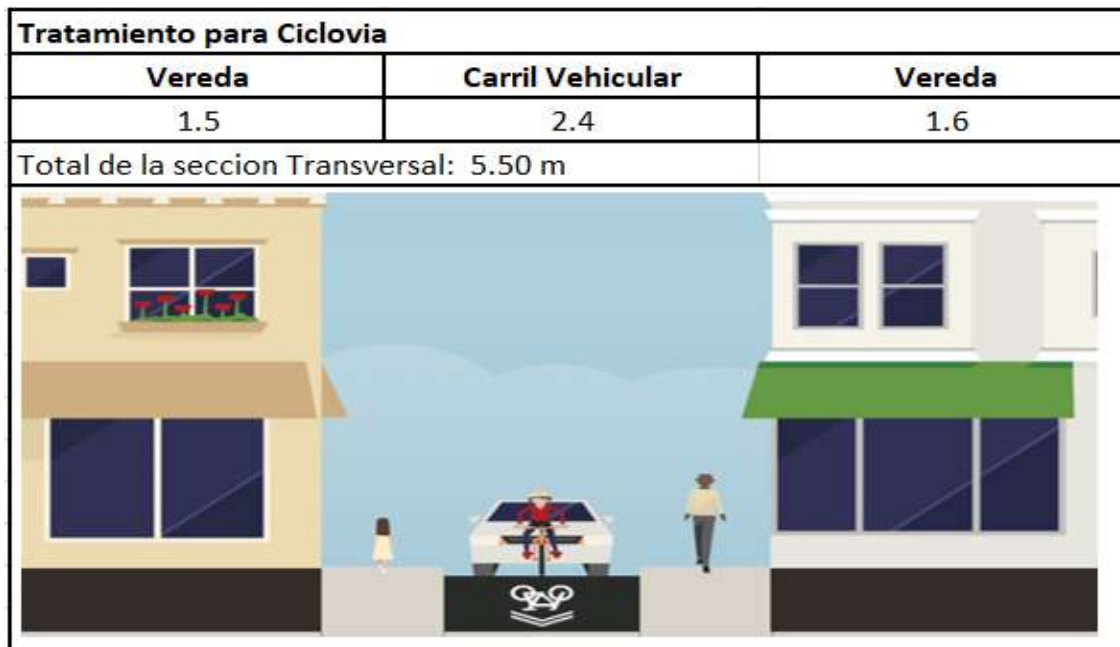 Tratamiento para Ciclovia
Vereda Carril Vehicular Vereda
1.5 2.4 1.6
Total de la seccion Transversal: 5.50 m